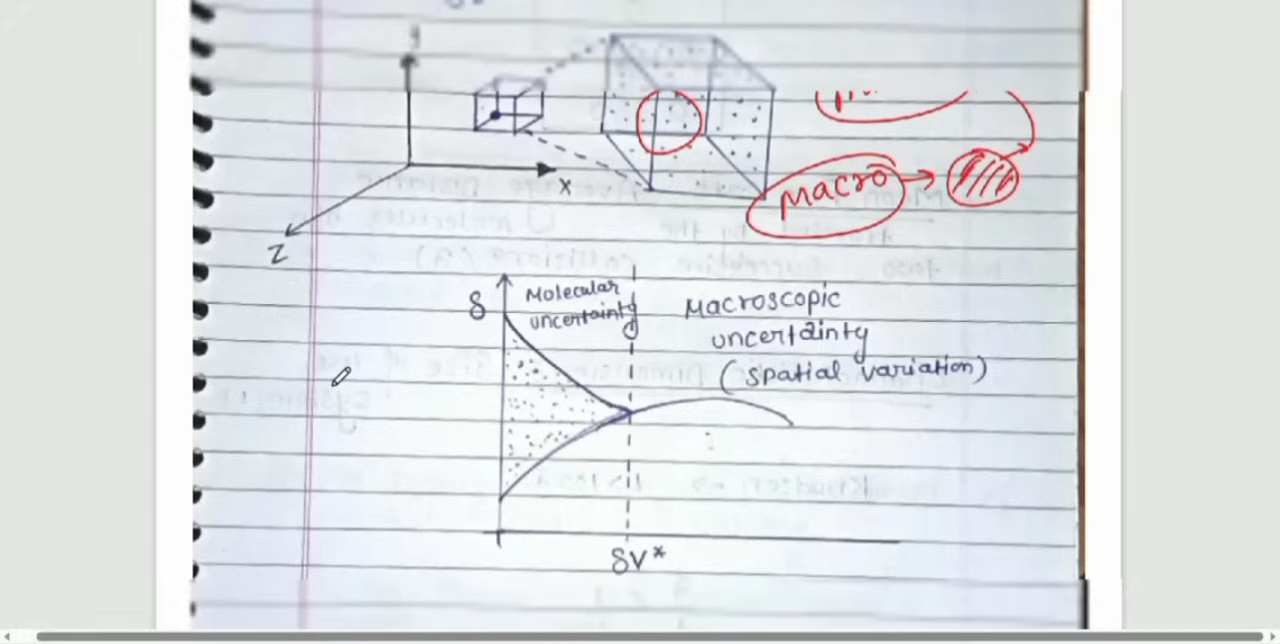 x
Macro
z
δ
Molecular
uncertainty
Macroscopic
uncertainty
(spatial variation)
δV*